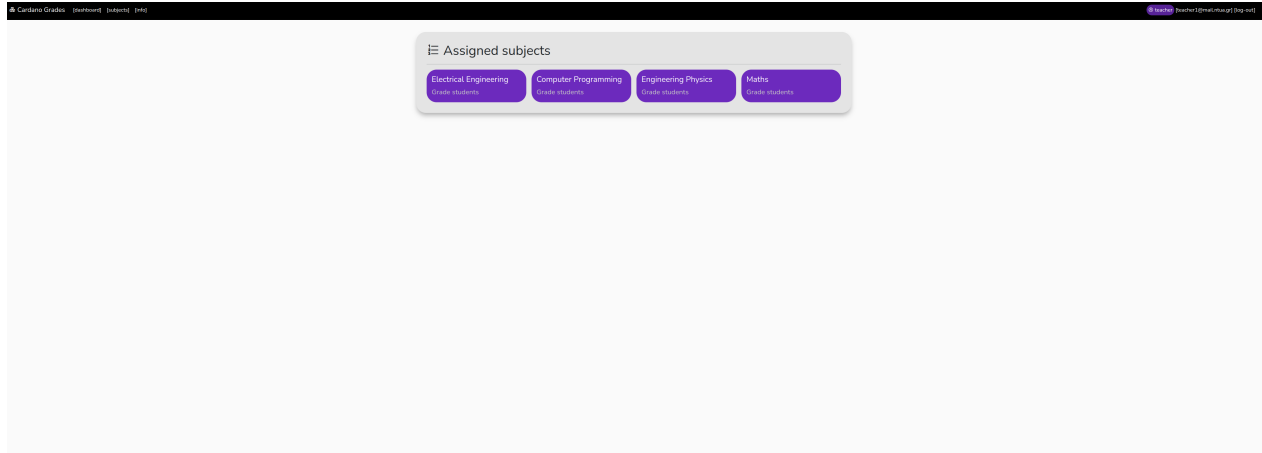 Cardano Grades [dashboard] [subjects] [info] teacher [teacher1@mail.ntua.gr] [log-out]
Assigned subjects
Electrical Engineering Computer Programming Engineering Physics Maths
Grade students Grade students Grade students Grade students